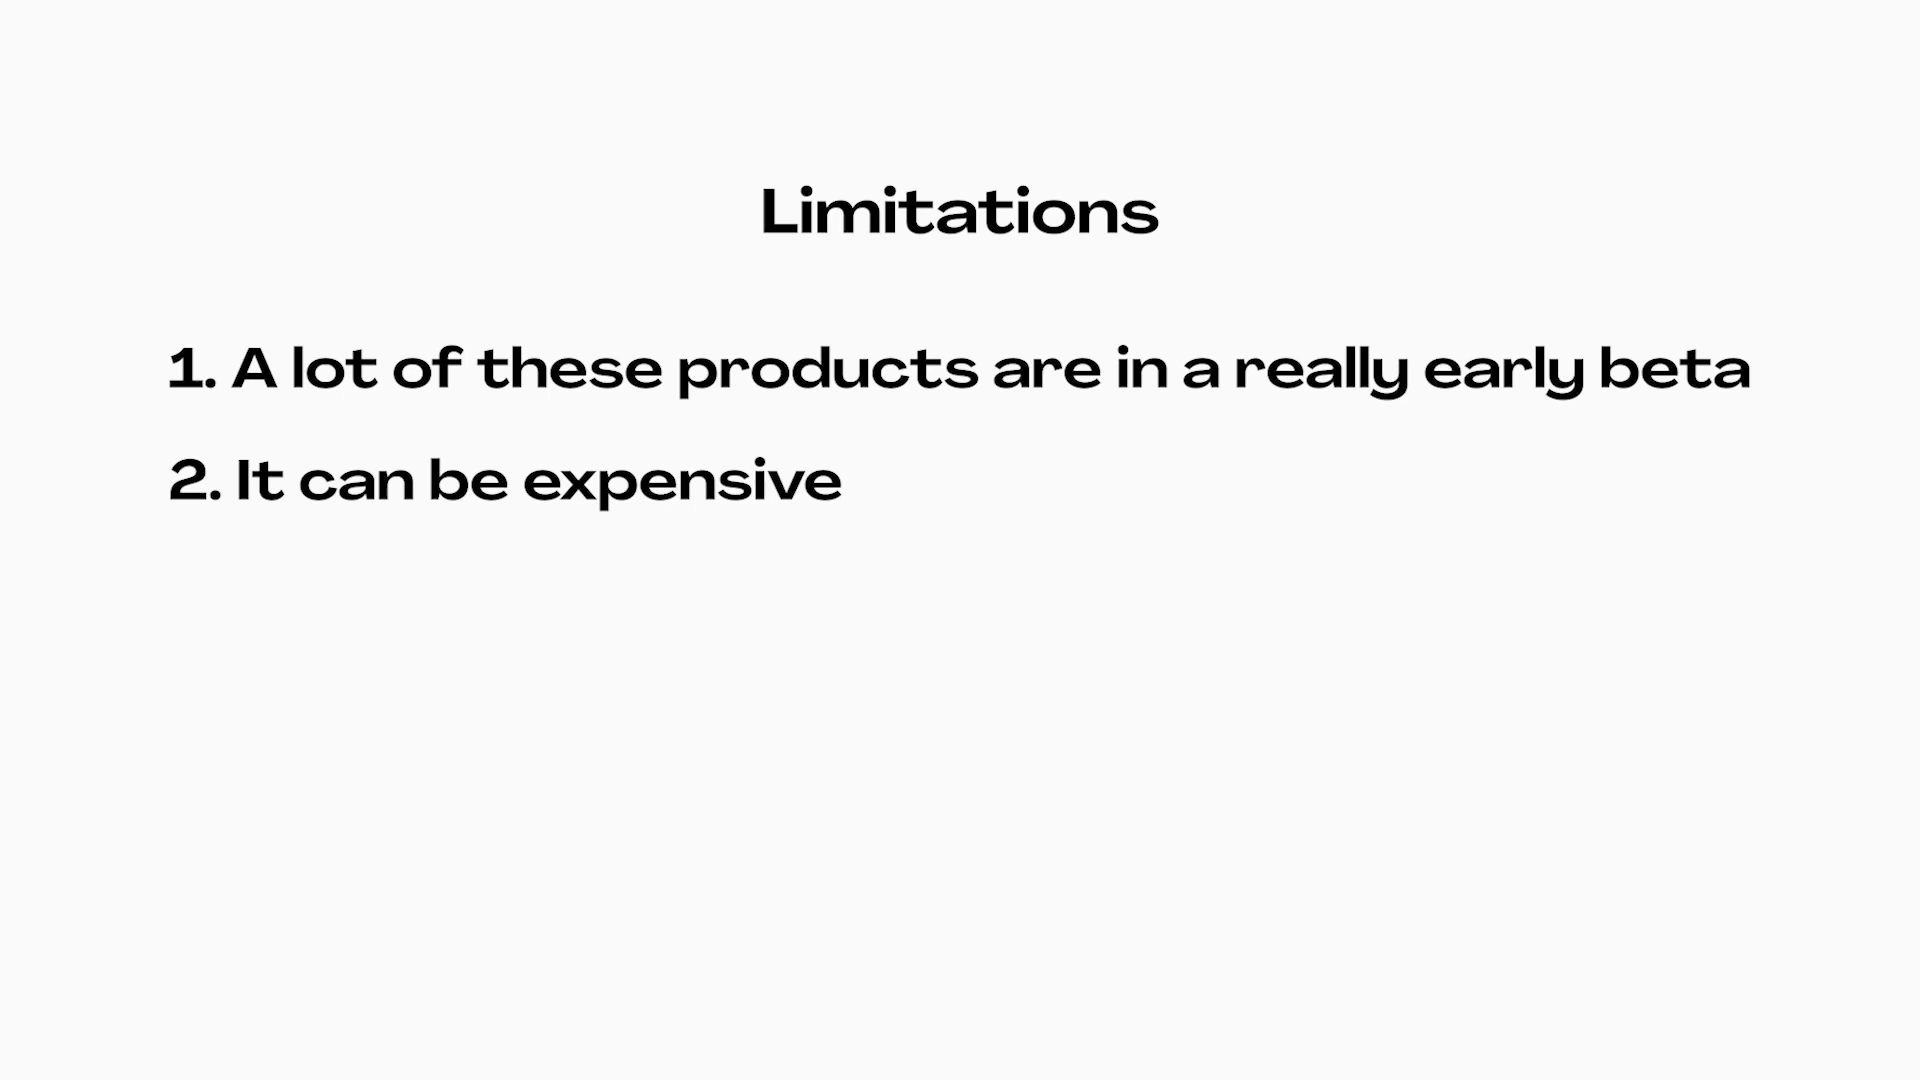 Limitations
1. A lot of these products are in a really early beta
2. It can be expensive